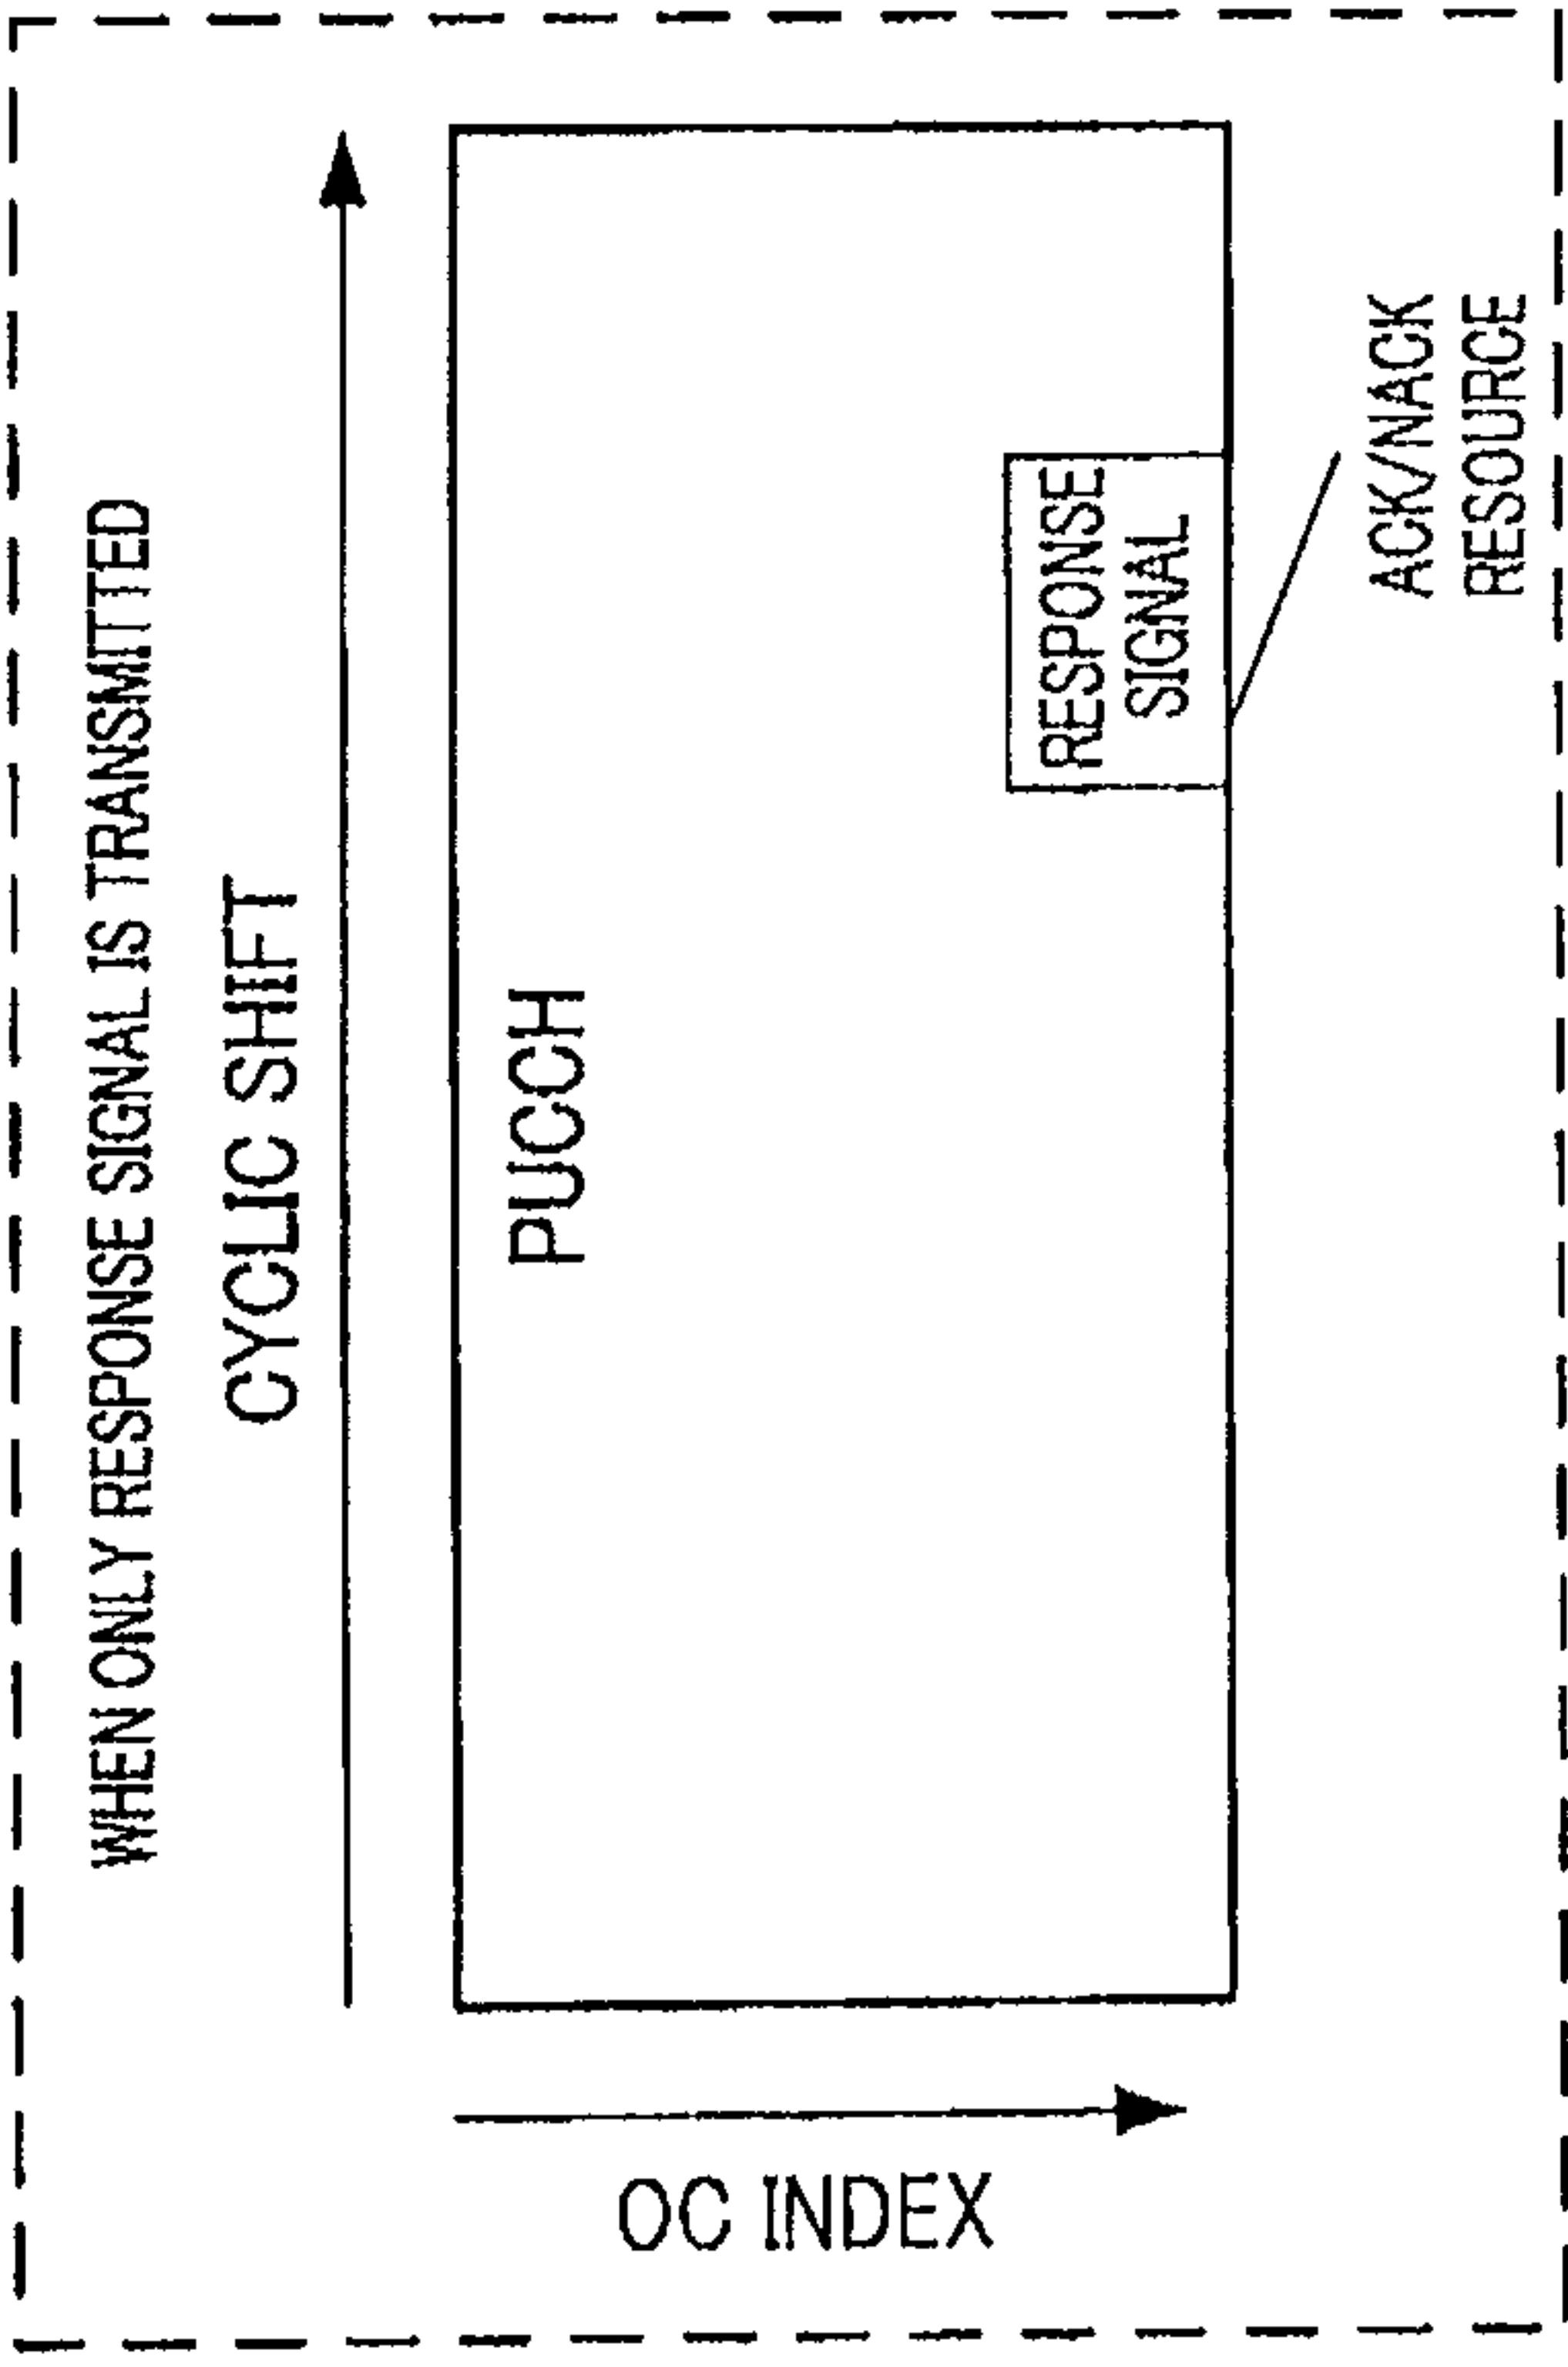 WHEN ONLY RESPONSE SIGNAL IS TRANSMITTED
CYCLIC SHIFT
PUCCH
OC INDEX
RESPONSE
SIGNAL
ACK/NACK
RESOURCE